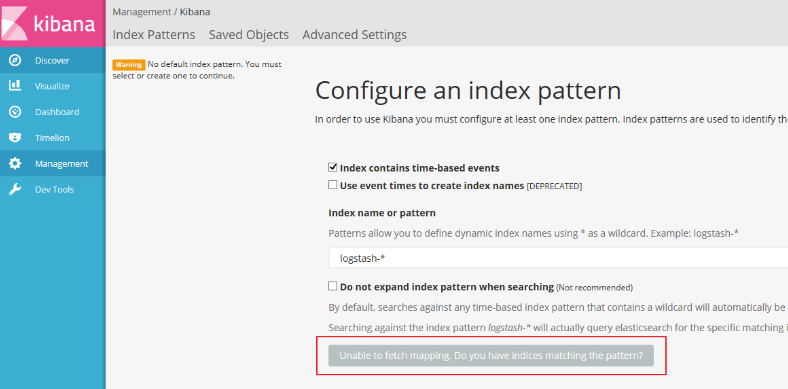 kibana
Discover
Visualize
Dashboard
Timelion
Management
Dev Tools
Management / Kibana
Index Patterns Saved Objects Advanced Settings
Warning No default index pattern. You must
select or create one to continue.
Configure an index pattern
In order to use Kibana you must configure at least one index pattern. Index patterns are used to identify the
Index contains time-based events
Use event times to create index names [DEPRECATED]
Index name or pattern
Patterns allow you to define dynamic index names using * as a wildcard. Example: logstash-*
logstash-*
Do not expand index pattern when searching (Not recommended)
By default, searches against any time-based index pattern that contains a wildcard will automatically be
Searching against the index pattern logstash-* will actually query elasticsearch for the specific matching i
Unable to fetch mapping. Do you have indices matching the pattern?